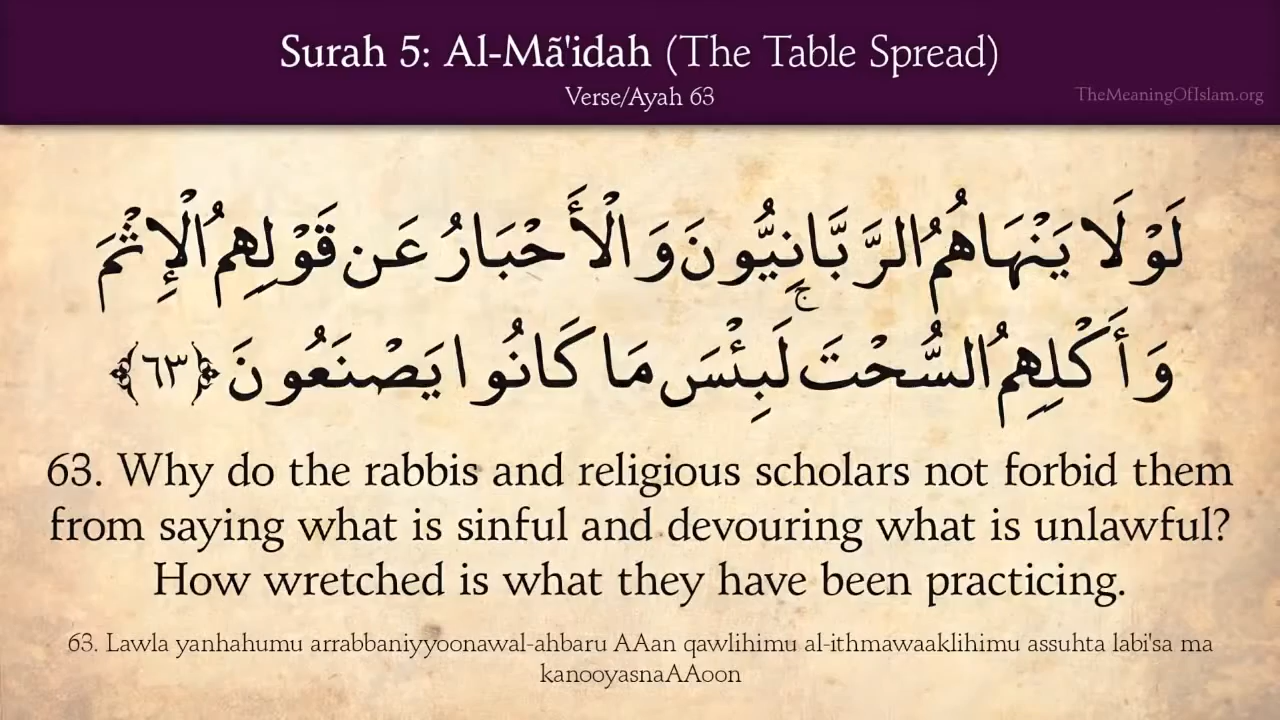 Surah 5: Al-Mã'idah (The Table Spread)
Verse/Ayah 63
TheMeaningOfIslam.org
لَوْلَا يَنْهَاهُمُ الرَّبَّانِيُّونَ وَالْأَحْبَارُ عَن قَوْلِهِمُ الْإِثْمَ
وَأَكْلِهِمُ السُّحْتَ ۚ لَبِئْسَ مَا كَانُوا يَصْنَعُونَ ﴿٦٣﴾
63. Why do the rabbis and religious scholars not forbid them
from saying what is sinful and devouring what is unlawful?
How wretched is what they have been practicing.
63. Lawla yanhahumu arrabbaniyyoonawal-ahbaru AAan qawlihimu al-ithmawaaklihimu assuhta labi'sa ma
kanooyasnaAAoon